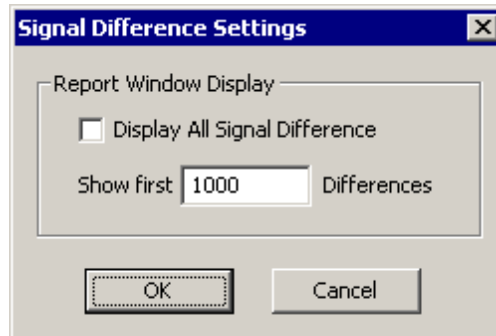 Signal Difference Settings
Report Window Display
Display All Signal Difference
Show first 1000 Differences
OK Cancel